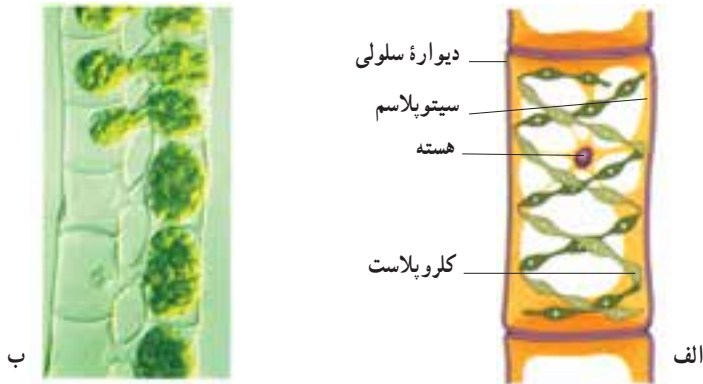 دیوارهٔ سلولی
سیتوپلاسم
هسته
کلروپلاست
الف
ب